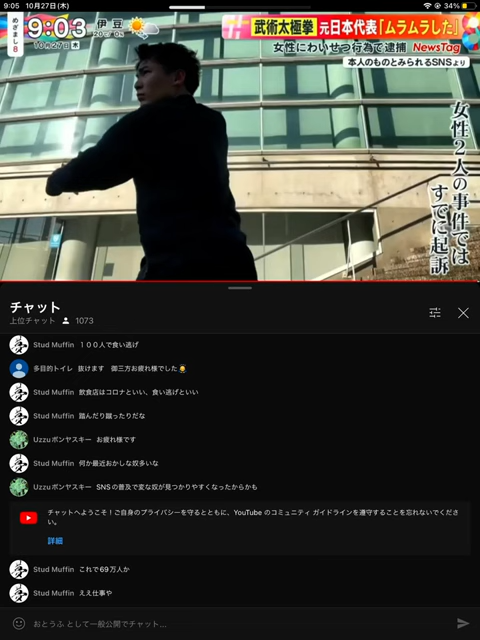 9:05 10月27日(木)
34%
めざまし8
9:03
10月27日 木
伊豆
20℃/0%
武術太極拳 元日本代表「ムラムラした」
女性にわいせつ行為で逮捕 NewsTag
本人のものとみられるSNSより
女性2人の事件では
すでに起訴
チャット
上位チャット 1073
Stud Muffin １００人で食い逃げ
多目的トイレ 抜けます 御三方お疲れ様でした
Stud Muffin 飲食店はコロナといい、食い逃げといい
Stud Muffin 踏んだり蹴ったりだな
Uzzuボンヤスキー お疲れ様です
Stud Muffin 何か最近おかしな奴多いな
Uzzuボンヤスキー SNSの普及で変な奴が見つかりやすくなったからかも
チャットへようこそ！ご自身のプライバシーを守るとともに、YouTube のコミュニティ ガイドラインを遵守することを忘れないでくださ
い。
詳細
Stud Muffin これで69万人か
Stud Muffin ええ仕事や
おとうふ として一般公開でチャット...